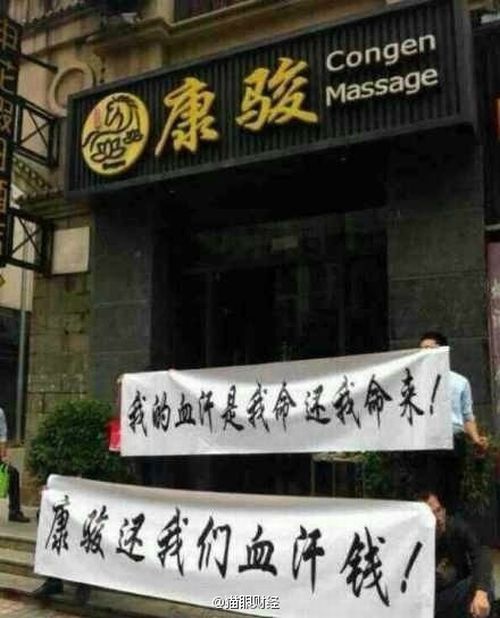 康骏
Congen
Massage
我的血汗是我命还我命来！
康骏还我们血汗钱！
@猫眼财经